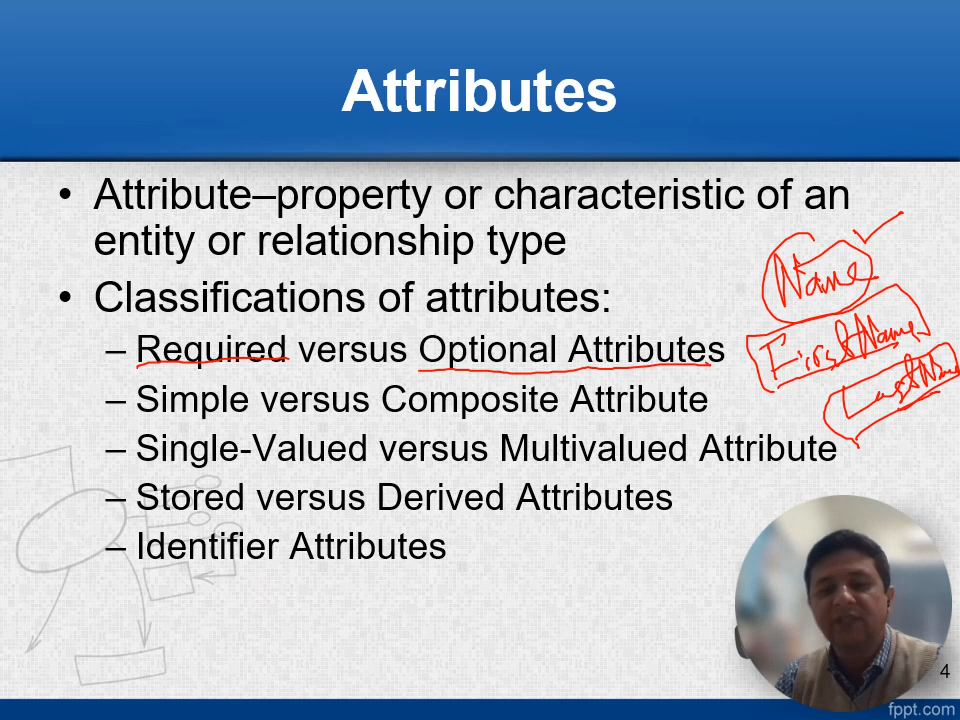 Attributes
• Attribute–property or characteristic of an
entity or relationship type
• Classifications of attributes:
– Required versus Optional Attributes
– Simple versus Composite Attribute
– Single-Valued versus Multivalued Attribute
– Stored versus Derived Attributes
– Identifier Attributes
Name
First Name
Last Name
4
fppt.com